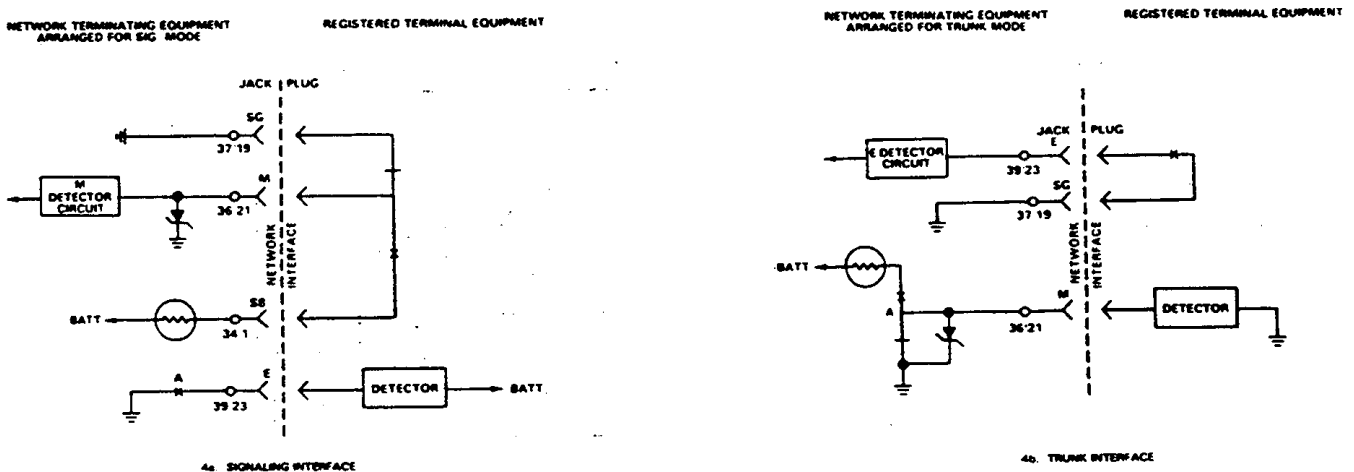 NETWORK TERMINATING EQUIPMENT
ARRANGED FOR SIG MODE
REGISTERED TERMINAL EQUIPMENT
JACK PLUG
SG
37 19
M
DETECTOR
CIRCUIT
M
36 21
NETWORK
INTERFACE
BATT
SB
34 1
A
E
39 23
DETECTOR
BATT
4a. SIGNALING INTERFACE
NETWORK TERMINATING EQUIPMENT
ARRANGED FOR TRUNK MODE
REGISTERED TERMINAL EQUIPMENT
JACK PLUG
E
E DETECTOR
CIRCUIT
39 23
SG
37 19
NETWORK
INTERFACE
BATT
A
M
36 21
DETECTOR
4b. TRUNK INTERFACE